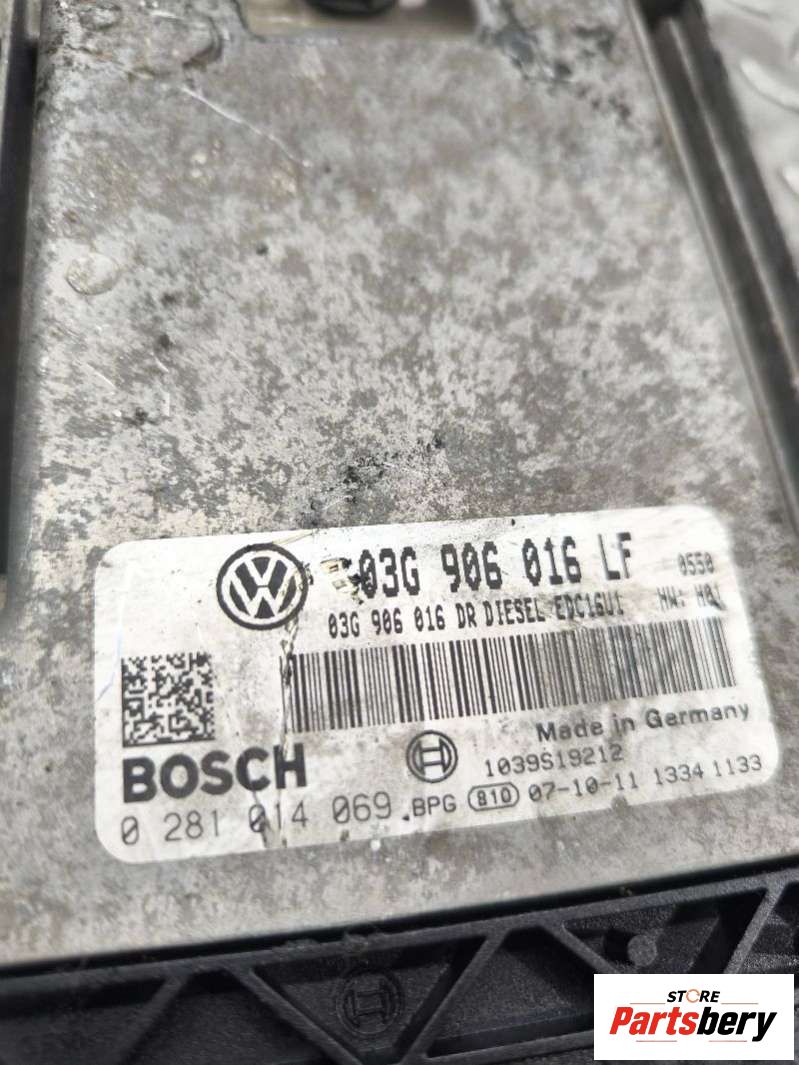 03G 906 016 LF 0550
03G 906 016 DR DIESEL EDC16U1 HW: H01
Made in Germany
BOSCH 1039S19212
0 281 014 069 .BPG 810 07-10-11 1334 1133
STORE
Partsbery